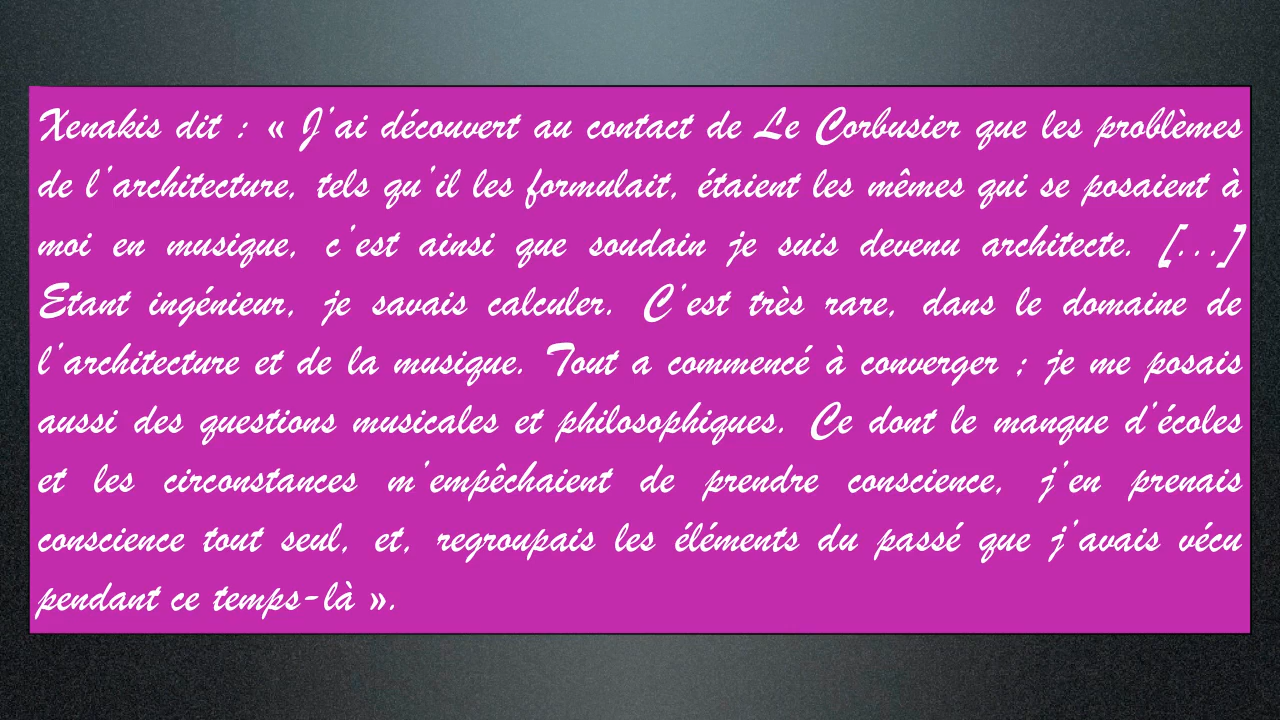 Xenakis dit : « J'ai découvert au contact de Le Corbusier que les problèmes
de l'architecture, tels qu'il les formulait, étaient les mêmes qui se posaient à
moi en musique, c'est ainsi que soudain je suis devenu architecte. [...]
Etant ingénieur, je savais calculer. C'est très rare, dans le domaine de
l'architecture et de la musique. Tout a commencé à converger ; je me posais
aussi des questions musicales et philosophiques. Ce dont le manque d'écoles
et les circonstances m'empêchaient de prendre conscience, j'en prenais
conscience tout seul, et, regroupais les éléments du passé que j'avais vécu
pendant ce temps-là ».